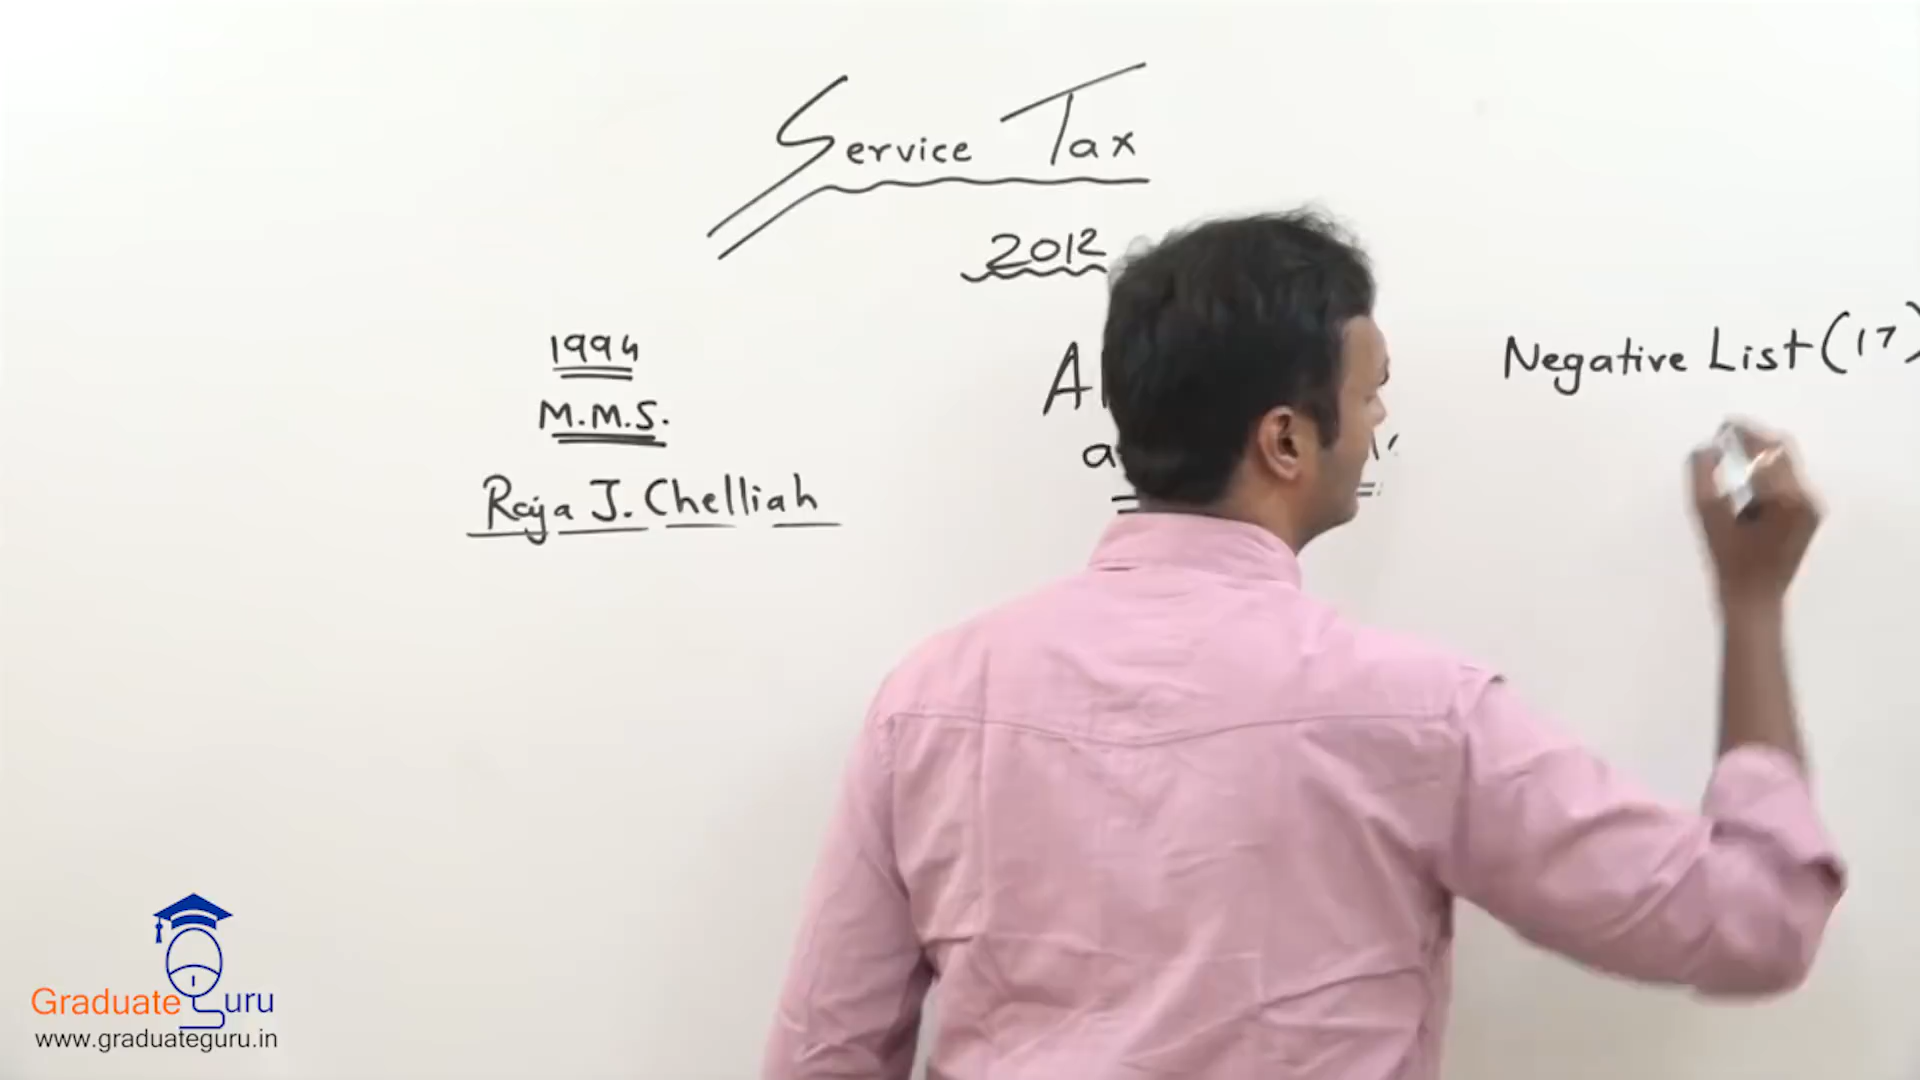 Service Tax
2012
1994
M.M.S.
Raja J. Chelliah
Negative List (17)
Graduate Guru
www.graduateguru.in